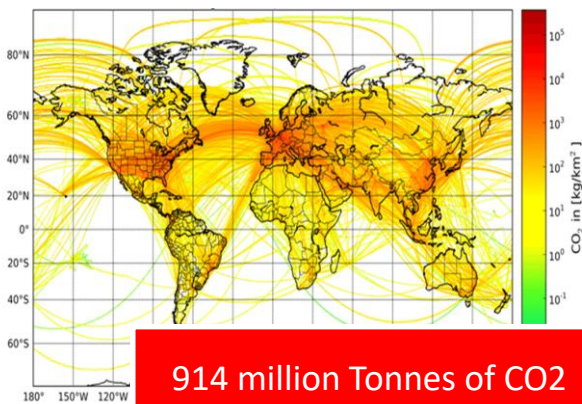 80°N
60°N
40°N
20°N
0°
20°S
40°S
60°S
180° 150°W 120°W
10⁵
10⁴
10³
10²
10¹
10⁰
10⁻¹
CO₂ in [kg/km²]
914 million Tonnes of CO2